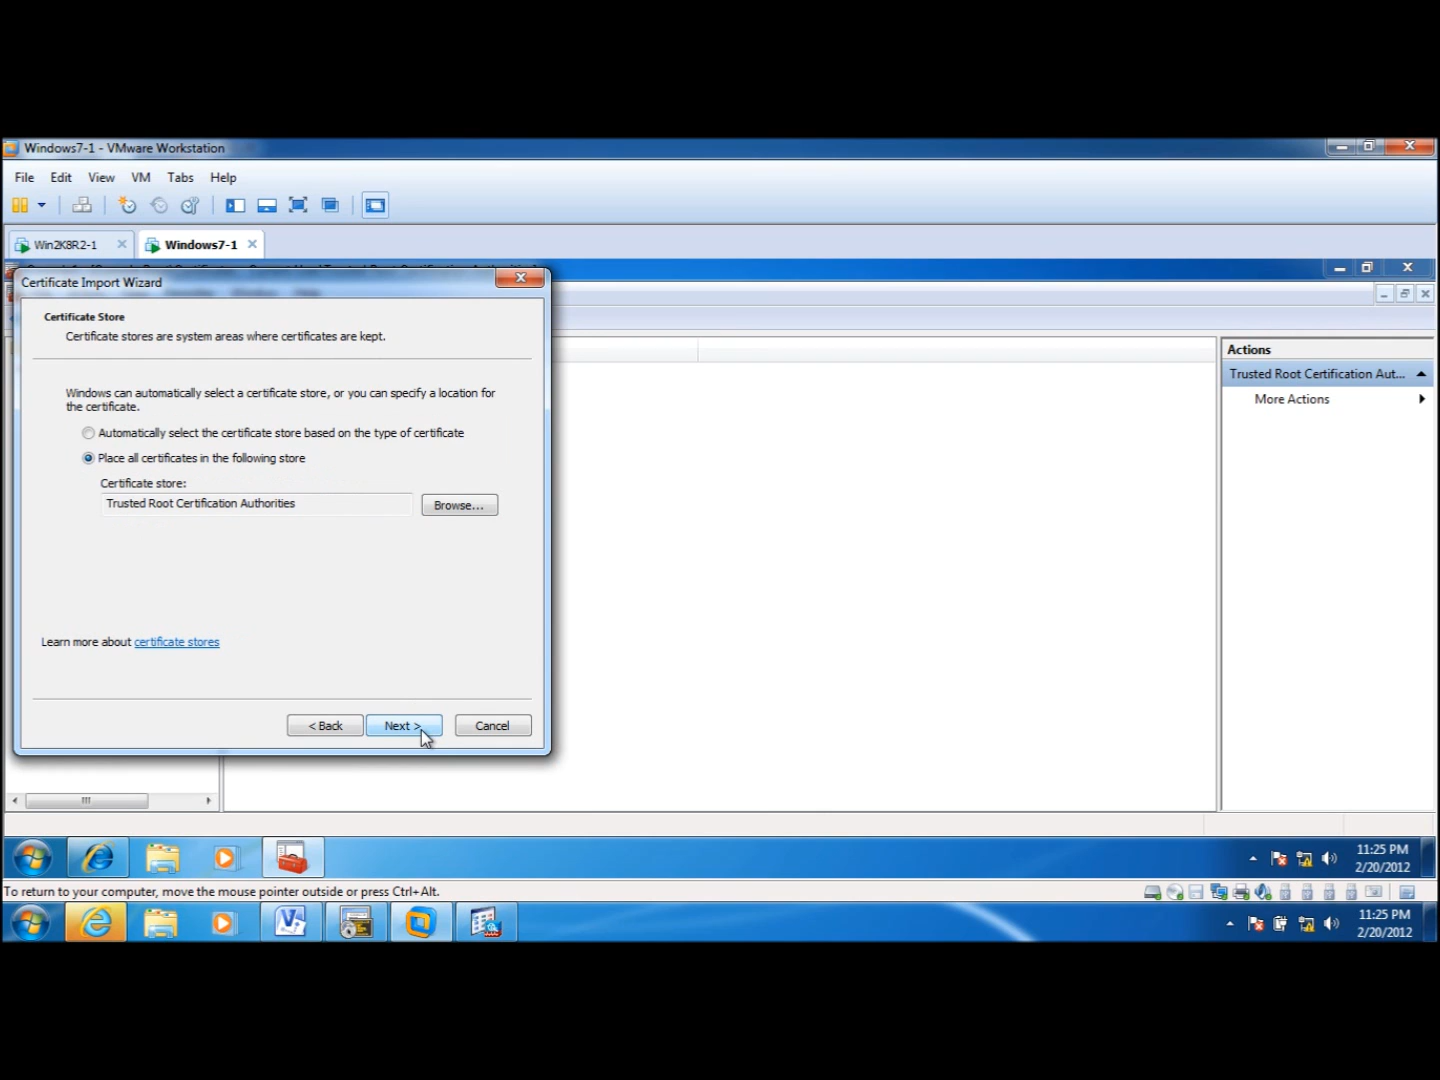 Windows7-1 - VMware Workstation
File Edit View VM Tabs Help
Win2K8R2-1 Windows7-1
Certificate Import Wizard
Certificate Store
Certificate stores are system areas where certificates are kept.
Windows can automatically select a certificate store, or you can specify a location for
the certificate.
Automatically select the certificate store based on the type of certificate
Place all certificates in the following store
Certificate store:
Trusted Root Certification Authorities Browse...
Learn more about certificate stores
< Back Next > Cancel
Actions
Trusted Root Certification Aut...
More Actions
11:25 PM
2/20/2012
To return to your computer, move the mouse pointer outside or press Ctrl+Alt.
11:25 PM
2/20/2012